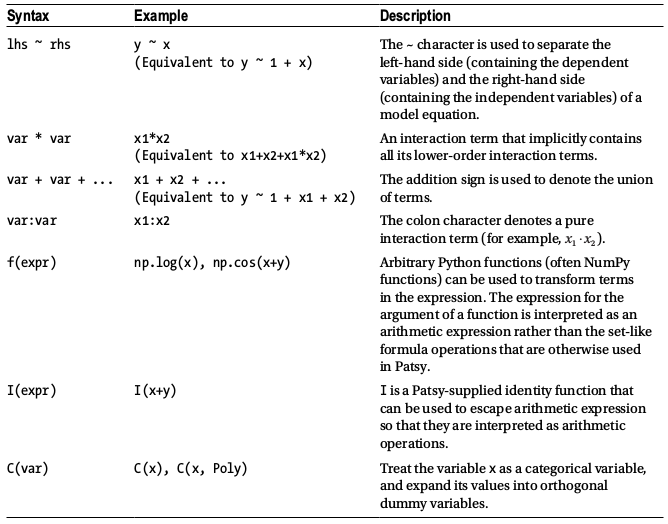 Syntax Example Description
lhs ~ rhs y ~ x The ~ character is used to separate the
(Equivalent to y ~ 1 + x) left-hand side (containing the dependent
variables) and the right-hand side
(containing the independent variables) of a
model equation.
var * var x1*x2 An interaction term that implicitly contains
(Equivalent to x1+x2+x1*x2) all its lower-order interaction terms.
var + var + ... x1 + x2 + ... The addition sign is used to denote the union
(Equivalent to y ~ 1 + x1 + x2) of terms.
var:var x1:x2 The colon character denotes a pure
interaction term (for example, x₁·x₂).
f(expr) np.log(x), np.cos(x+y) Arbitrary Python functions (often NumPy
functions) can be used to transform terms
in the expression. The expression for the
argument of a function is interpreted as an
arithmetic expression rather than the set-like
formula operations that are otherwise used
in Patsy.
I(expr) I(x+y) I is a Patsy-supplied identity function that
can be used to escape arithmetic expression
so that they are interpreted as arithmetic
operations.
C(var) C(x), C(x, Poly) Treat the variable x as a categorical variable,
and expand its values into orthogonal
dummy variables.